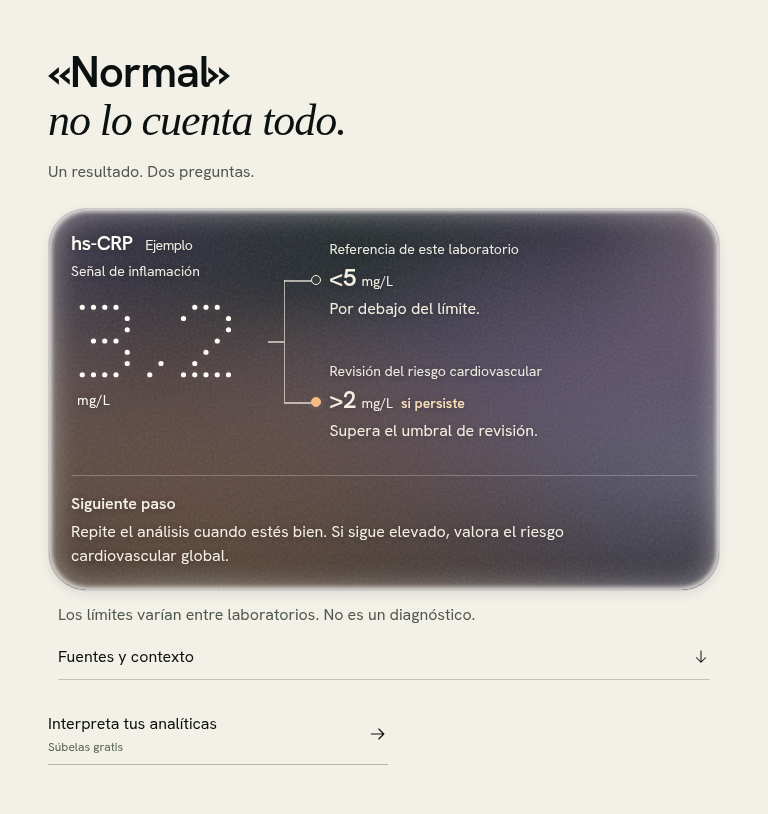 «Normal»
no lo cuenta todo.
Un resultado. Dos preguntas.
hs-CRP Ejemplo
Señal de inflamación
3.2
mg/L
Referencia de este laboratorio
<5 mg/L
Por debajo del límite.
Revisión del riesgo cardiovascular
>2 mg/L si persiste
Supera el umbral de revisión.
Siguiente paso
Repite el análisis cuando estés bien. Si sigue elevado, valora el riesgo
cardiovascular global.
Los límites varían entre laboratorios. No es un diagnóstico.
Fuentes y contexto
Interpreta tus analíticas
Súbelas gratis